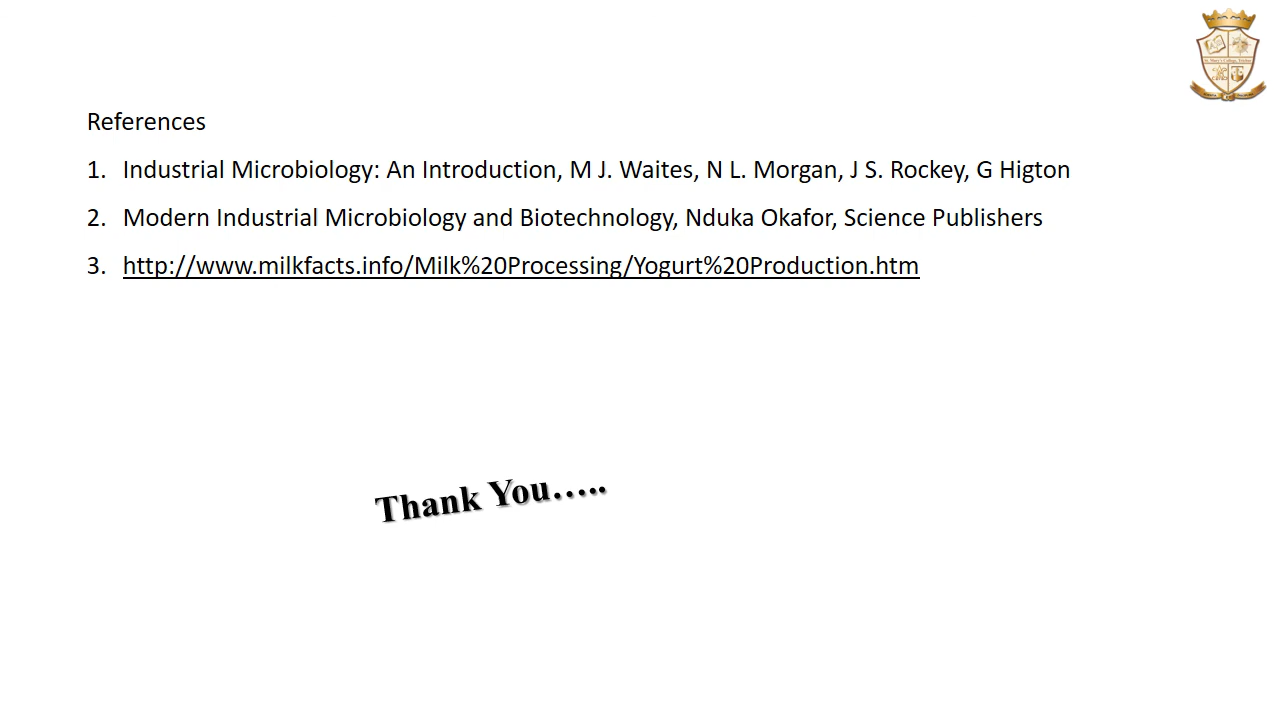 References
1. Industrial Microbiology: An Introduction, M J. Waites, N L. Morgan, J S. Rockey, G Higton
2. Modern Industrial Microbiology and Biotechnology, Nduka Okafor, Science Publishers
3. http://www.milkfacts.info/Milk%20Processing/Yogurt%20Production.htm
Thank You…..